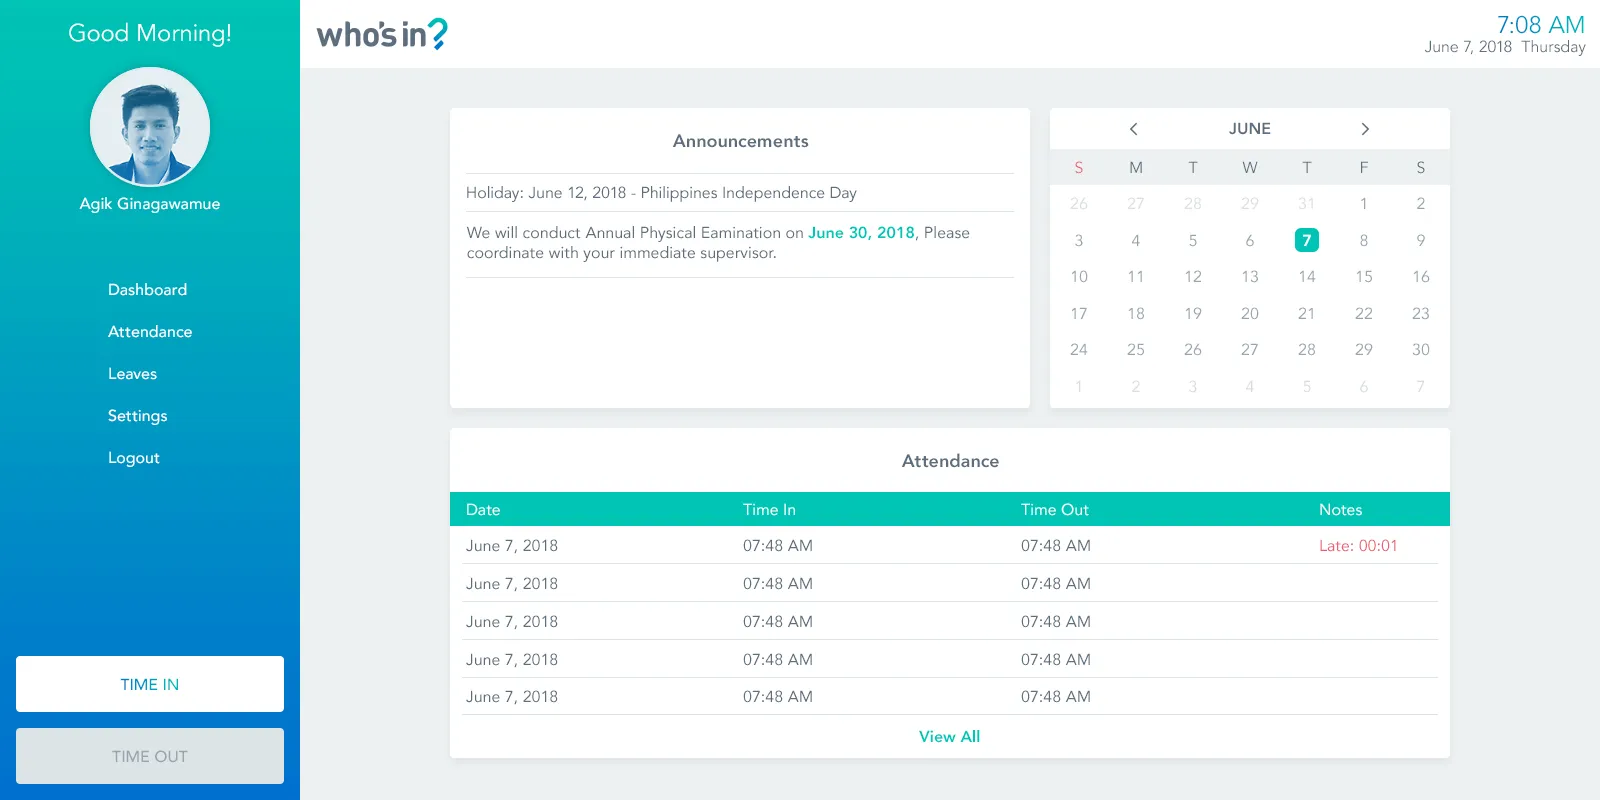 Good Morning!
Agik Ginagawamue
Dashboard
Attendance
Leaves
Settings
Logout
TIME IN
TIME OUT
who's in?
7:08 AM
June 7, 2018 Thursday
Announcements
Holiday: June 12, 2018 - Philippines Independence Day
We will conduct Annual Physical Eamination on June 30, 2018, Please
coordinate with your immediate supervisor.
JUNE
S M T W T F S
26 27 28 29 31 1 2
3 4 5 6 7 8 9
10 11 12 13 14 15 16
17 18 19 20 21 22 23
24 25 26 27 28 29 30
1 2 3 4 5 6 7
Attendance
Date Time In Time Out Notes
June 7, 2018 07:48 AM 07:48 AM Late: 00:01
June 7, 2018 07:48 AM 07:48 AM
June 7, 2018 07:48 AM 07:48 AM
June 7, 2018 07:48 AM 07:48 AM
June 7, 2018 07:48 AM 07:48 AM
View All